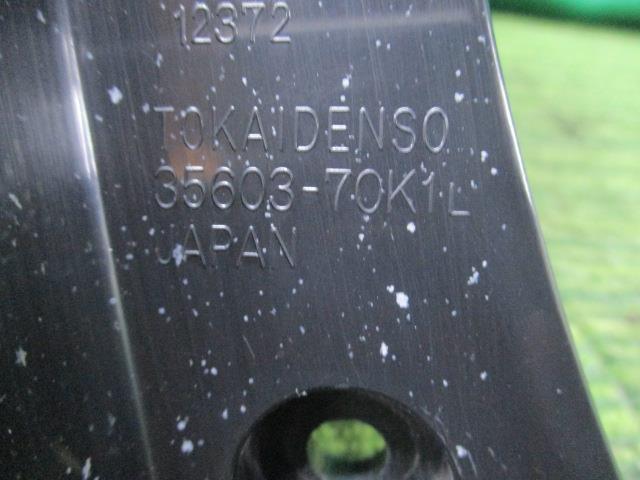 12372
TOKAIDENSO
35603-70K1L
JAPAN